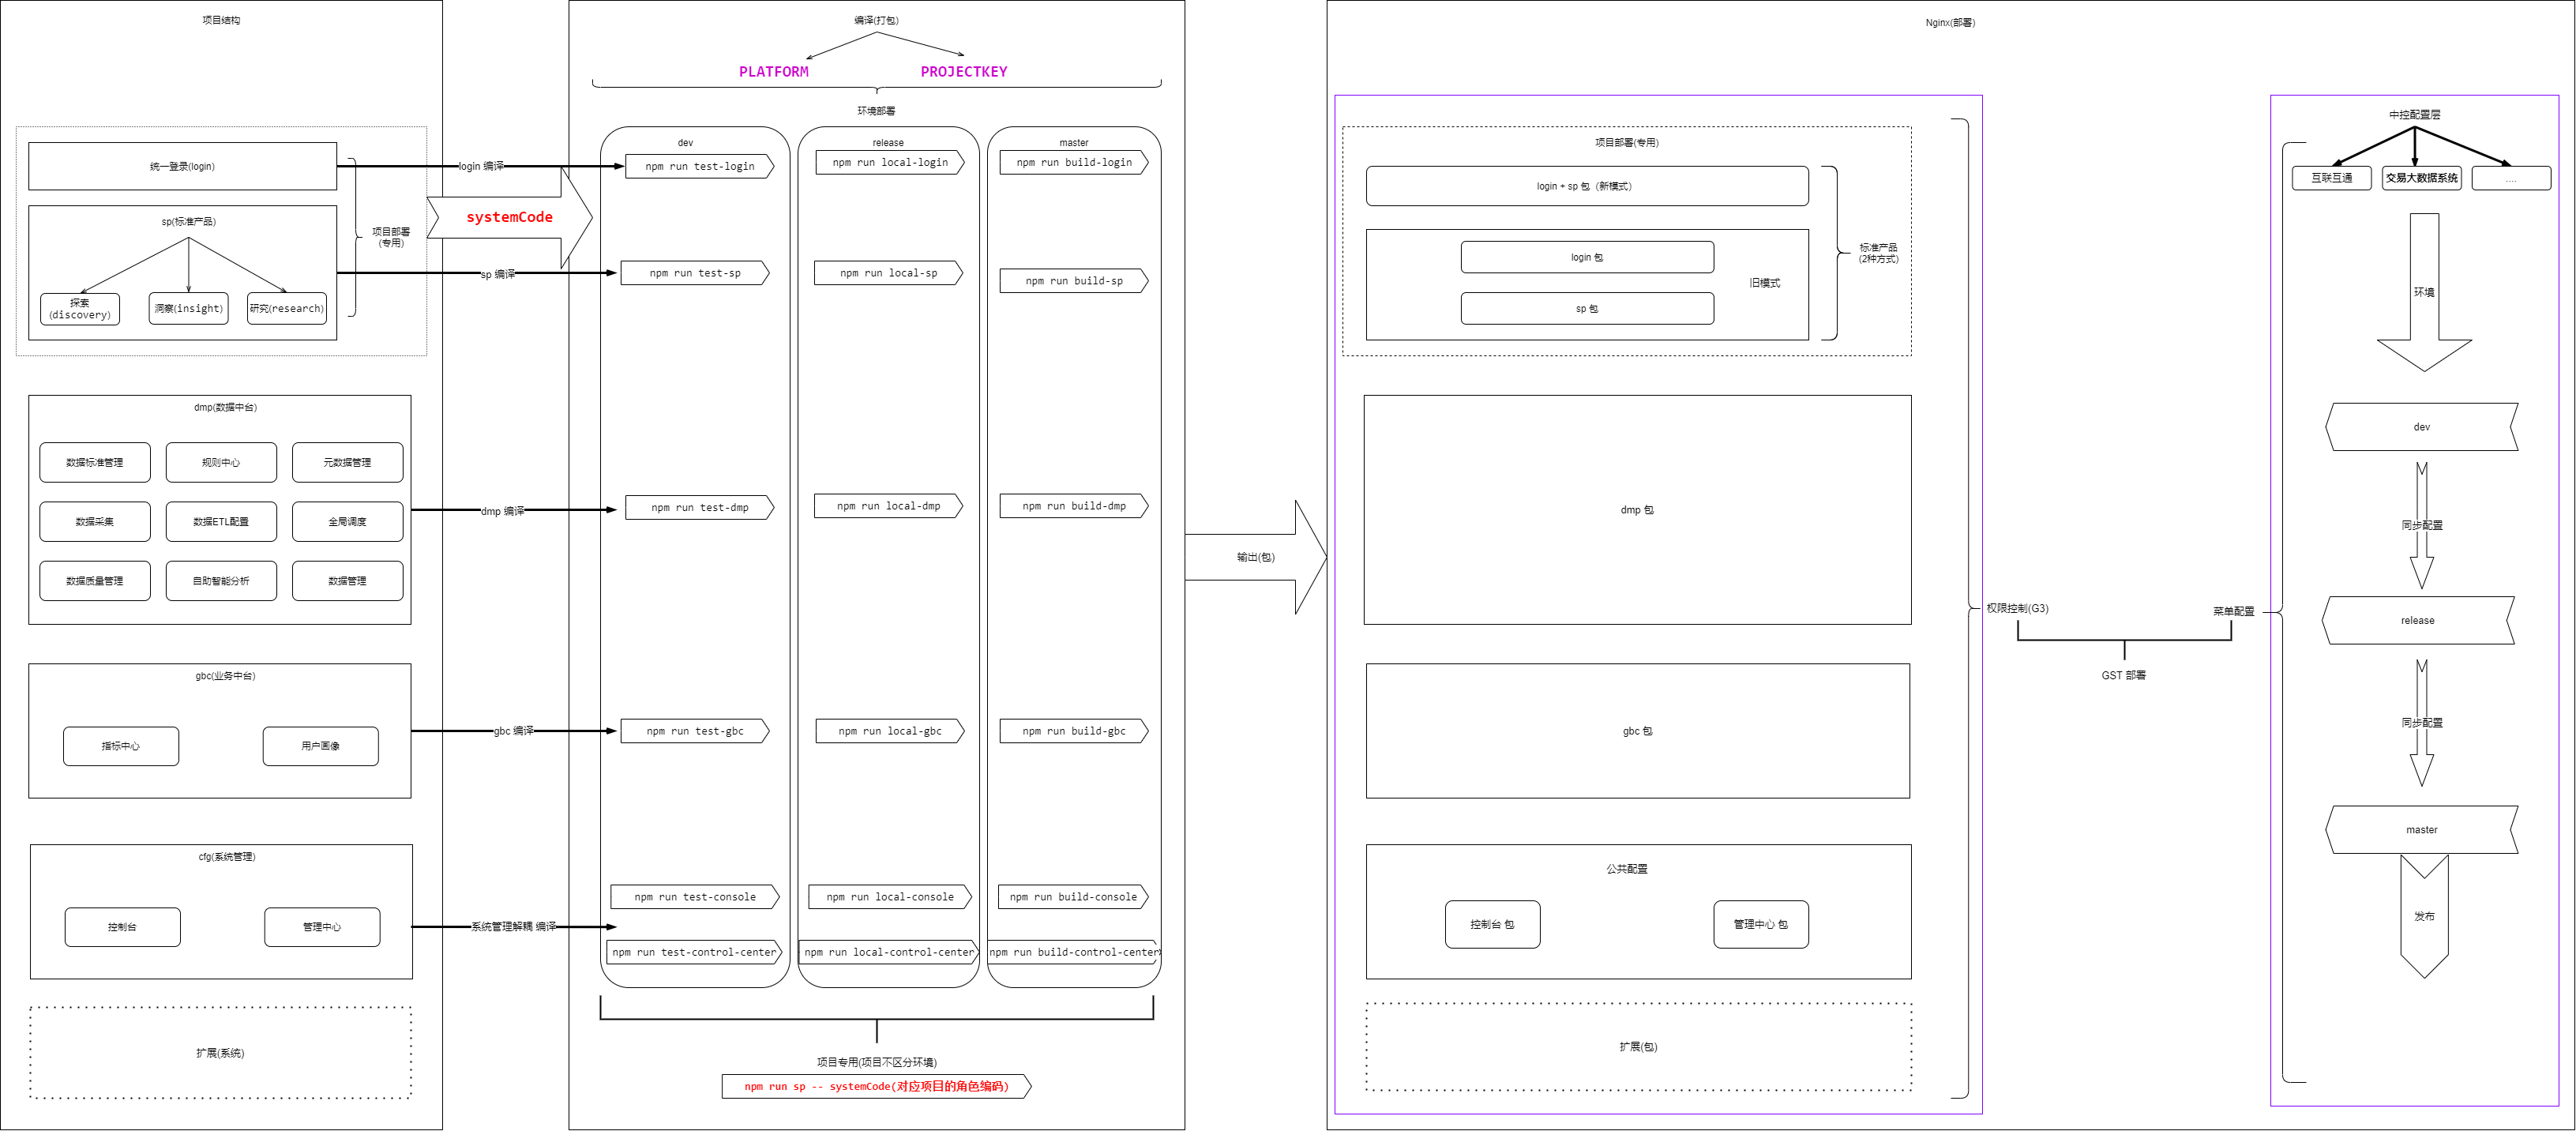 项目结构
统一登录(login)
sp(标准产品)
探索
(discovery)
洞察(insight)
研究(research)
项目部署
(专用)
dmp(数据中台)
数据标准管理
规则中心
元数据管理
数据采集
数据ETL配置
全局调度
数据质量管理
自助智能分析
数据管理
gbc(业务中台)
指标中心
用户画像
cfg(系统管理)
控制台
管理中心
扩展(系统)
login 编译
systemCode
sp 编译
dmp 编译
gbc 编译
系统管理解耦 编译
编译(打包)
PLATFORM
PROJECTKEY
环境部署
dev
release
master
npm run test-login
npm run local-login
npm run build-login
npm run test-sp
npm run local-sp
npm run build-sp
npm run test-dmp
npm run local-dmp
npm run build-dmp
npm run test-gbc
npm run local-gbc
npm run build-gbc
npm run test-console
npm run local-console
npm run build-console
npm run test-control-center
npm run local-control-center
npm run build-control-center
项目专用(项目不区分环境)
npm run sp -- systemCode(对应项目的角色编码)
输出(包)
Nginx(部署)
项目部署(专用)
login + sp 包（新模式）
login 包
sp 包
旧模式
标准产品
(2种方式)
dmp 包
gbc 包
公共配置
控制台 包
管理中心 包
扩展(包)
权限控制(G3)
菜单配置
GST 部署
中控配置层
互联互通
交易大数据系统
....
环境
dev
同步配置
release
同步配置
master
发布